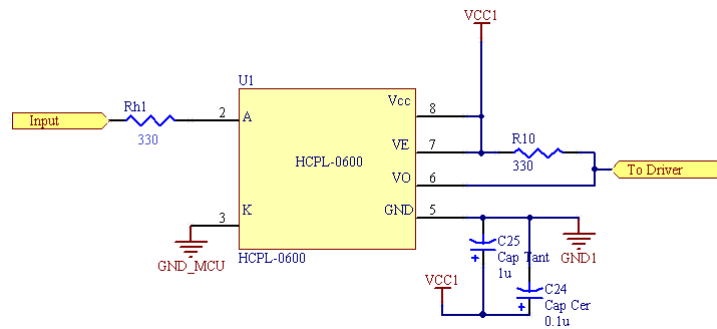 VCC1
U1
Rh1
Input
330
2
A
Vcc
8
VE
7
R10
330
HCPL-0600
VO
6
To Driver
K
3
GND
5
GND_MCU
HCPL-0600
C25
Cap Tant
1u
GND1
VCC1
C24
Cap Cer
0.1u